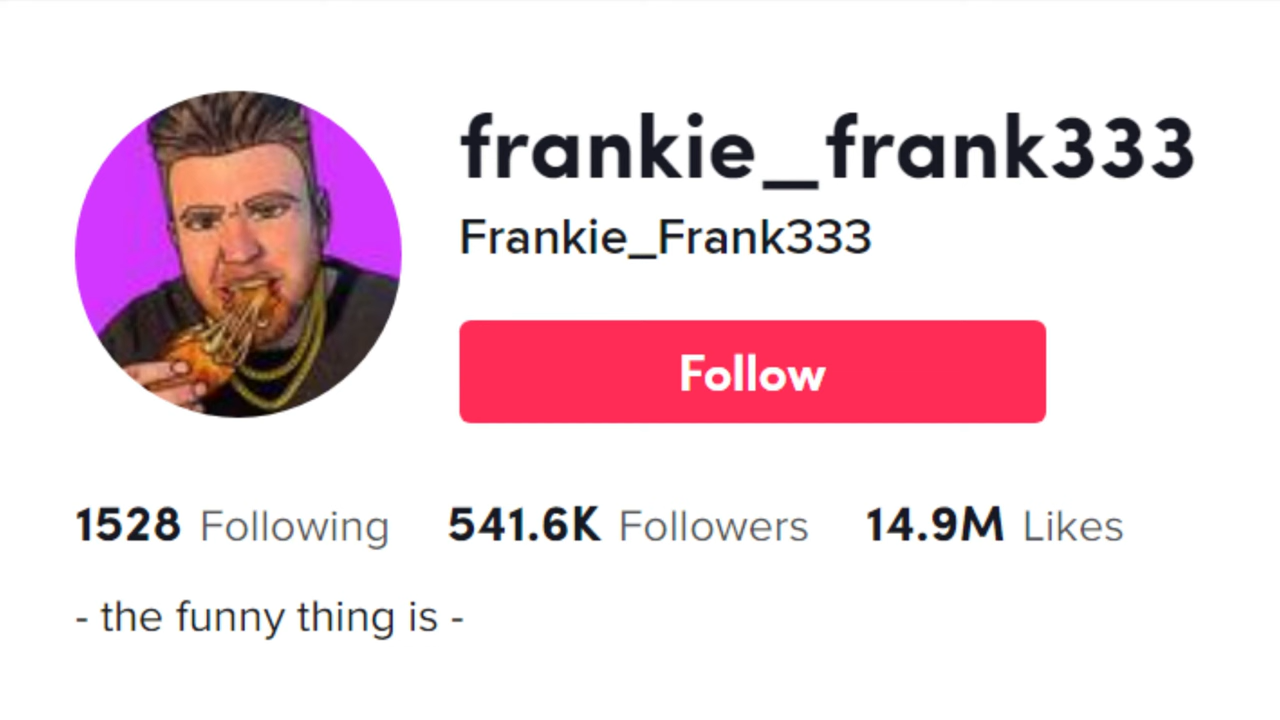 frankie_frank333
Frankie_Frank333
Follow
1528 Following 541.6K Followers 14.9M Likes
- the funny thing is -